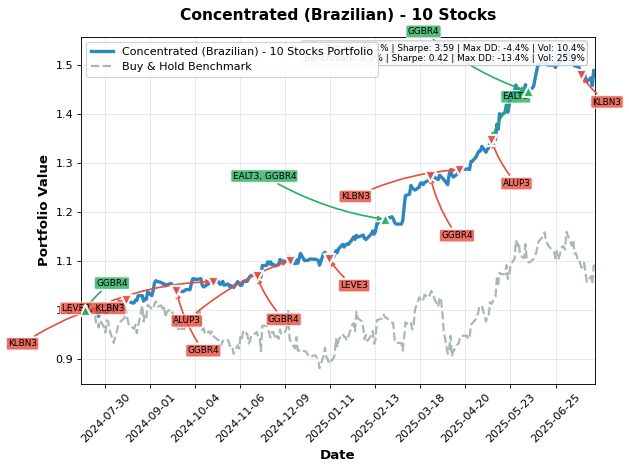 Concentrated (Brazilian) - 10 Stocks
GGBR4
Concentrated (Brazilian) - 10 Stocks Portfolio
Buy & Hold Benchmark
% | Sharpe: 3.59 | Max DD: -4.4% | Vol: 10.4%
% | Sharpe: 0.42 | Max DD: -13.4% | Vol: 25.9%
1.5
1.4
1.3
1.2
1.1
0.9
KLBN3
EALT3, GGBR4
ALUP3
KLBN3
KLBN3
GGBR4
GGBR4
LEVE3
KLBN3
ALUP3
GGBR4
GGBR4
KLBN3
Portfolio Value
2024-07-30
2024-09-01
2024-10-04
2024-11-06
2024-12-09
2025-01-11
2025-02-13
2025-03-18
2025-04-20
2025-05-23
2025-06-25
Date